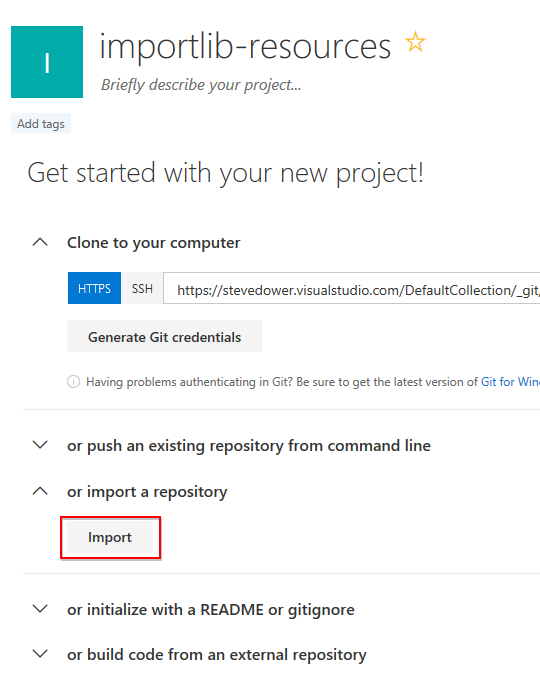 I
importlib-resources
Briefly describe your project...
Add tags
Get started with your new project!
Clone to your computer
HTTPS SSH https://stevedower.visualstudio.com/DefaultCollection/_git,
Generate Git credentials
Having problems authenticating in Git? Be sure to get the latest version of Git for Win
or push an existing repository from command line
or import a repository
Import
or initialize with a README or gitignore
or build code from an external repository